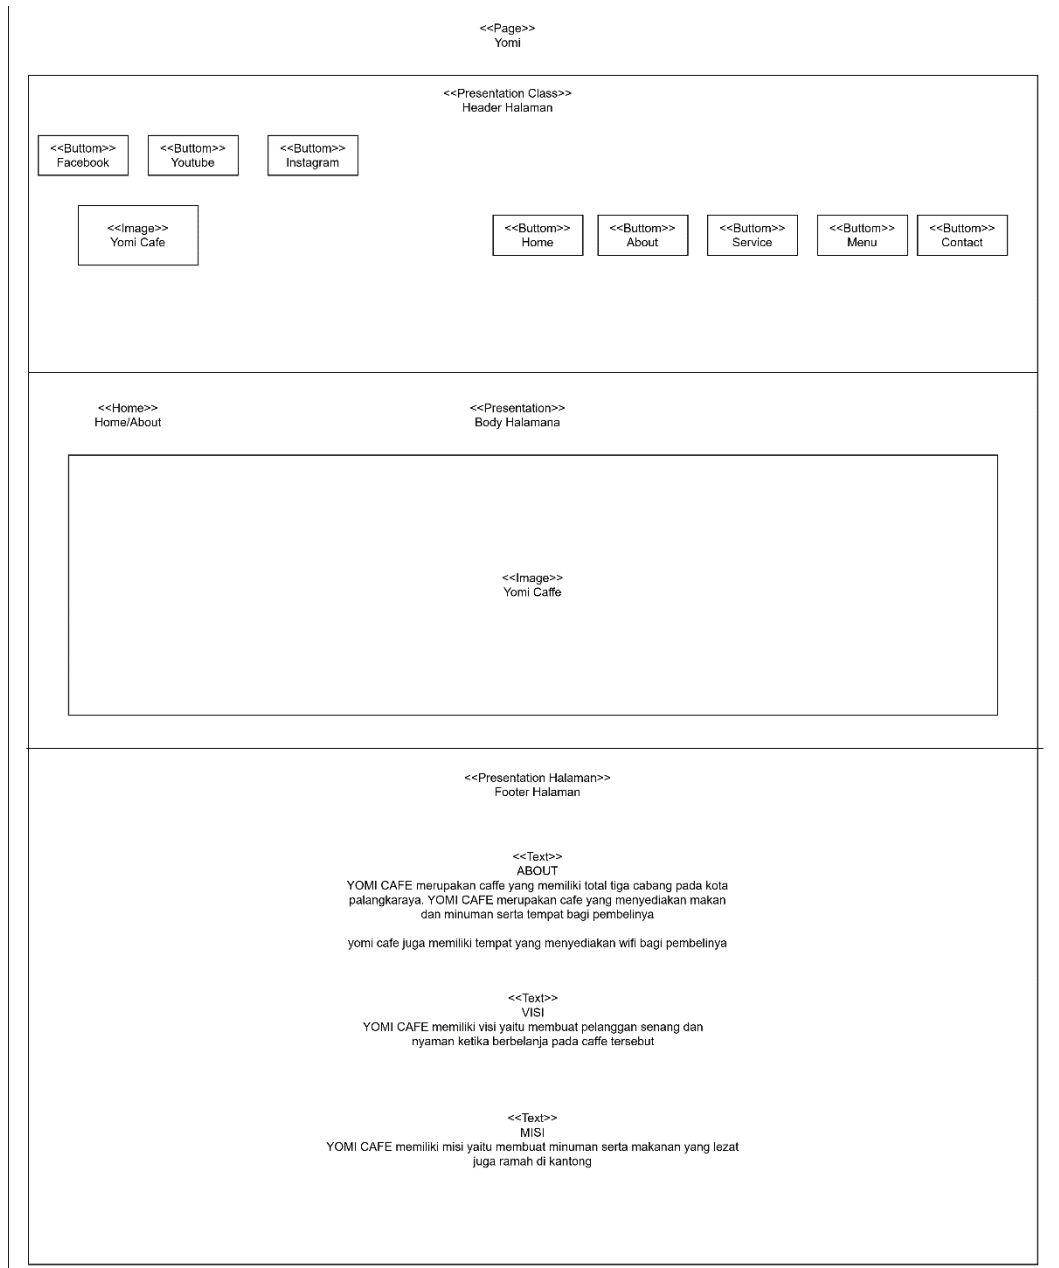 <<Page>>
Yomi
<<Presentation Class>>
Header Halaman
<<Buttom>>
Facebook
<<Buttom>>
Youtube
<<Buttom>>
Instagram
<<Image>>
Yomi Cafe
<<Buttom>>
Home
<<Buttom>>
About
<<Buttom>>
Service
<<Buttom>>
Menu
<<Buttom>>
Contact
<<Home>>
Home/About
<<Presentation>>
Body Halamana
<<Image>>
Yomi Caffe
<<Presentation Halaman>>
Footer Halaman
<<Text>>
ABOUT
YOMI CAFE merupakan caffe yang memiliki total tiga cabang pada kota
palangkaraya. YOMI CAFE merupakan cafe yang menyediakan makan
dan minuman serta tempat bagi pembelinya
yomi cafe juga memiliki tempat yang menyediakan wifi bagi pembelinya
<<Text>>
VISI
YOMI CAFE memiliki visi yaitu membuat pelanggan senang dan
nyaman ketika berbelanja pada caffe tersebut
<<Text>>
MISI
YOMI CAFE memiliki misi yaitu membuat minuman serta makanan yang lezat
juga ramah di kantong